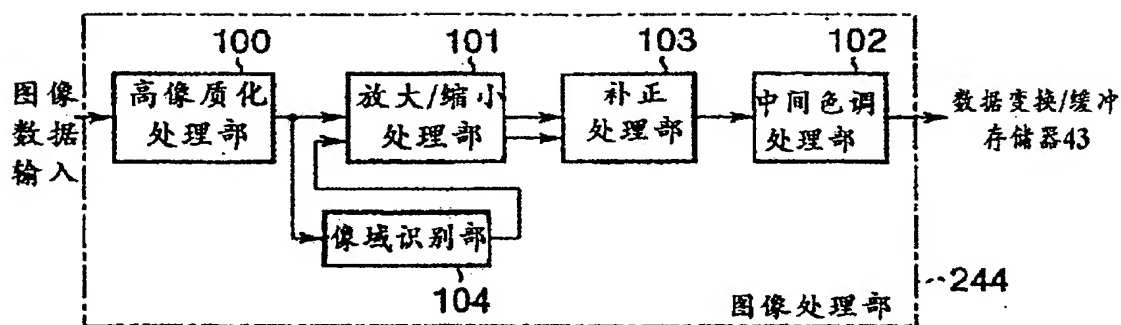 100
101
103
102
图像
数据
输入
高像质化
处理部
放大/缩小
处理部
补正
处理部
中间色调
处理部
数据变换/缓冲
存储器43
像域识别部
104
244
图像处理部